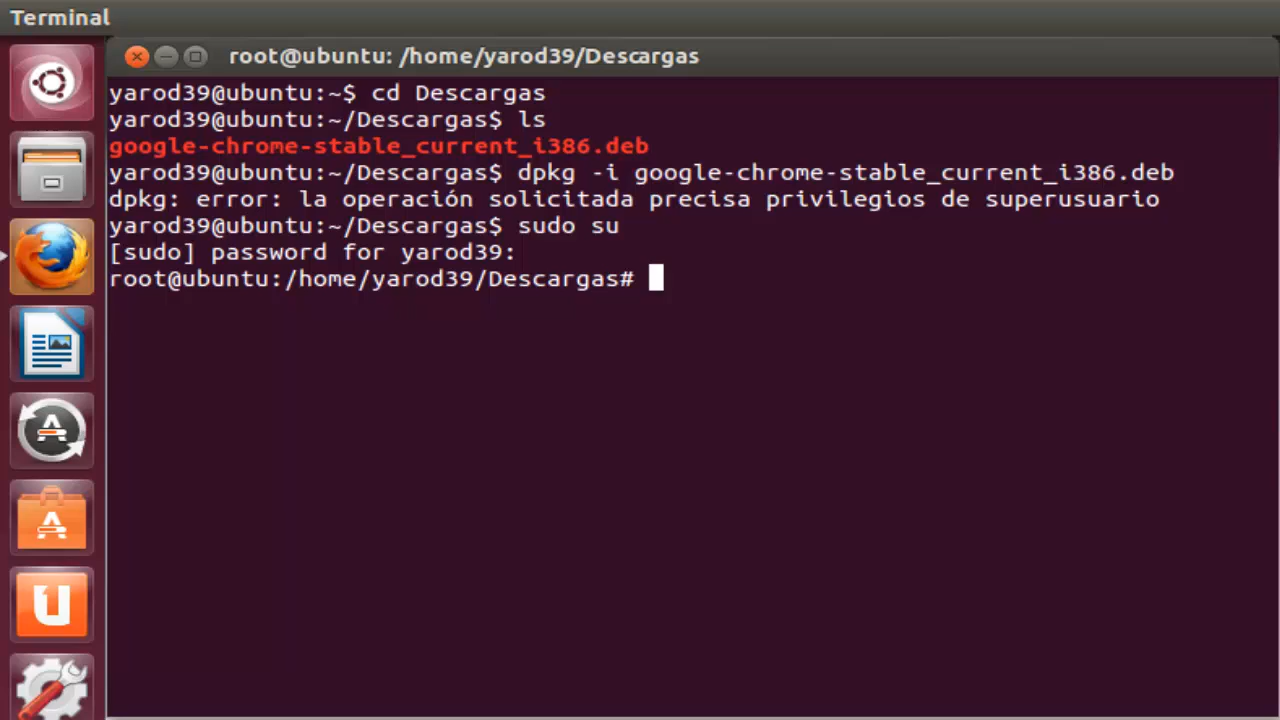 Terminal
root@ubuntu: /home/yarod39/Descargas
yarod39@ubuntu:~$ cd Descargas
yarod39@ubuntu:~/Descargas$ ls
google-chrome-stable_current_i386.deb
yarod39@ubuntu:~/Descargas$ dpkg -i google-chrome-stable_current_i386.deb
dpkg: error: la operación solicitada precisa privilegios de superusuario
yarod39@ubuntu:~/Descargas$ sudo su
[sudo] password for yarod39:
root@ubuntu:/home/yarod39/Descargas#